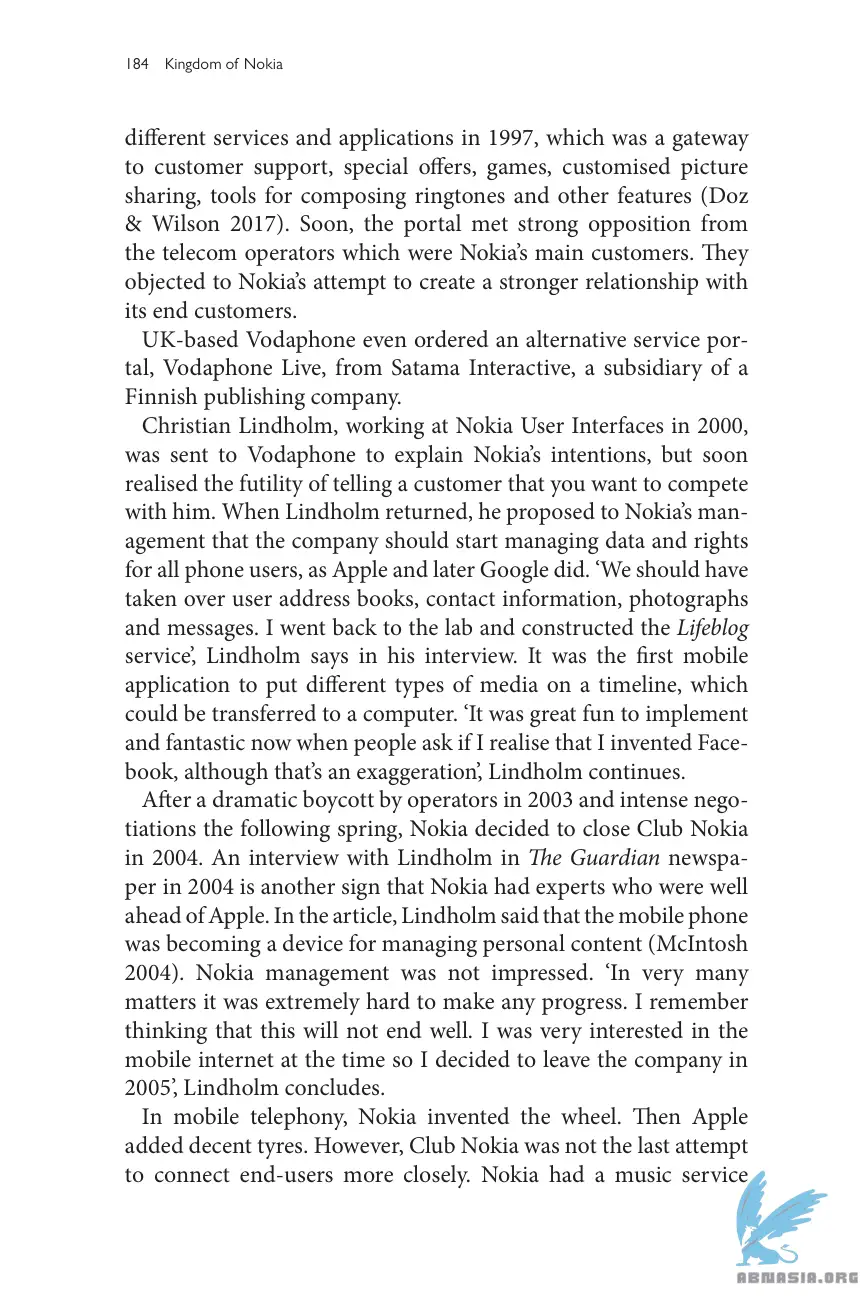 184 Kingdom of Nokia
different services and applications in 1997, which was a gateway
to customer support, special offers, games, customised picture
sharing, tools for composing ringtones and other features (Doz
& Wilson 2017). Soon, the portal met strong opposition from
the telecom operators which were Nokia’s main customers. They
objected to Nokia’s attempt to create a stronger relationship with
its end customers.
UK-based Vodaphone even ordered an alternative service por-
tal, Vodaphone Live, from Satama Interactive, a subsidiary of a
Finnish publishing company.
Christian Lindholm, working at Nokia User Interfaces in 2000,
was sent to Vodaphone to explain Nokia’s intentions, but soon
realised the futility of telling a customer that you want to compete
with him. When Lindholm returned, he proposed to Nokia’s man-
agement that the company should start managing data and rights
for all phone users, as Apple and later Google did. ‘We should have
taken over user address books, contact information, photographs
and messages. I went back to the lab and constructed the Lifeblog
service’, Lindholm says in his interview. It was the first mobile
application to put different types of media on a timeline, which
could be transferred to a computer. ‘It was great fun to implement
and fantastic now when people ask if I realise that I invented Face-
book, although that’s an exaggeration’, Lindholm continues.
After a dramatic boycott by operators in 2003 and intense nego-
tiations the following spring, Nokia decided to close Club Nokia
in 2004. An interview with Lindholm in The Guardian newspa-
per in 2004 is another sign that Nokia had experts who were well
ahead of Apple. In the article, Lindholm said that the mobile phone
was becoming a device for managing personal content (McIntosh
2004). Nokia management was not impressed. ‘In very many
matters it was extremely hard to make any progress. I remember
thinking that this will not end well. I was very interested in the
mobile internet at the time so I decided to leave the company in
2005’, Lindholm concludes.
In mobile telephony, Nokia invented the wheel. Then Apple
added decent tyres. However, Club Nokia was not the last attempt
to connect end-users more closely. Nokia had a music service
ABNASIA.ORG